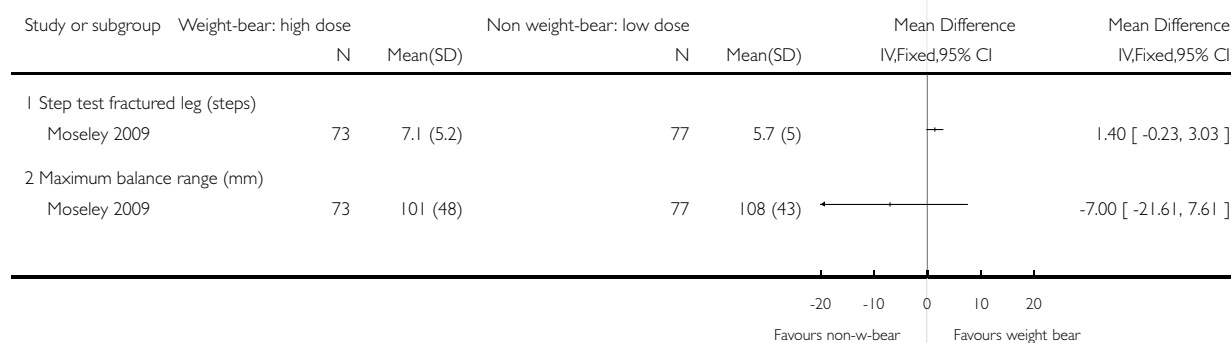 Study or subgroup Weight-bear: high dose Non weight-bear: low dose Mean Difference Mean Difference
N Mean(SD) N Mean(SD) IV,Fixed,95% CI IV,Fixed,95% CI
1 Step test fractured leg (steps)
Moseley 2009 73 7.1 (5.2) 77 5.7 (5) 1.40 [ -0.23, 3.03 ]
2 Maximum balance range (mm)
Moseley 2009 73 101 (48) 77 108 (43) -7.00 [ -21.61, 7.61 ]
-20 -10 0 10 20
Favours non-w-bear Favours weight bear